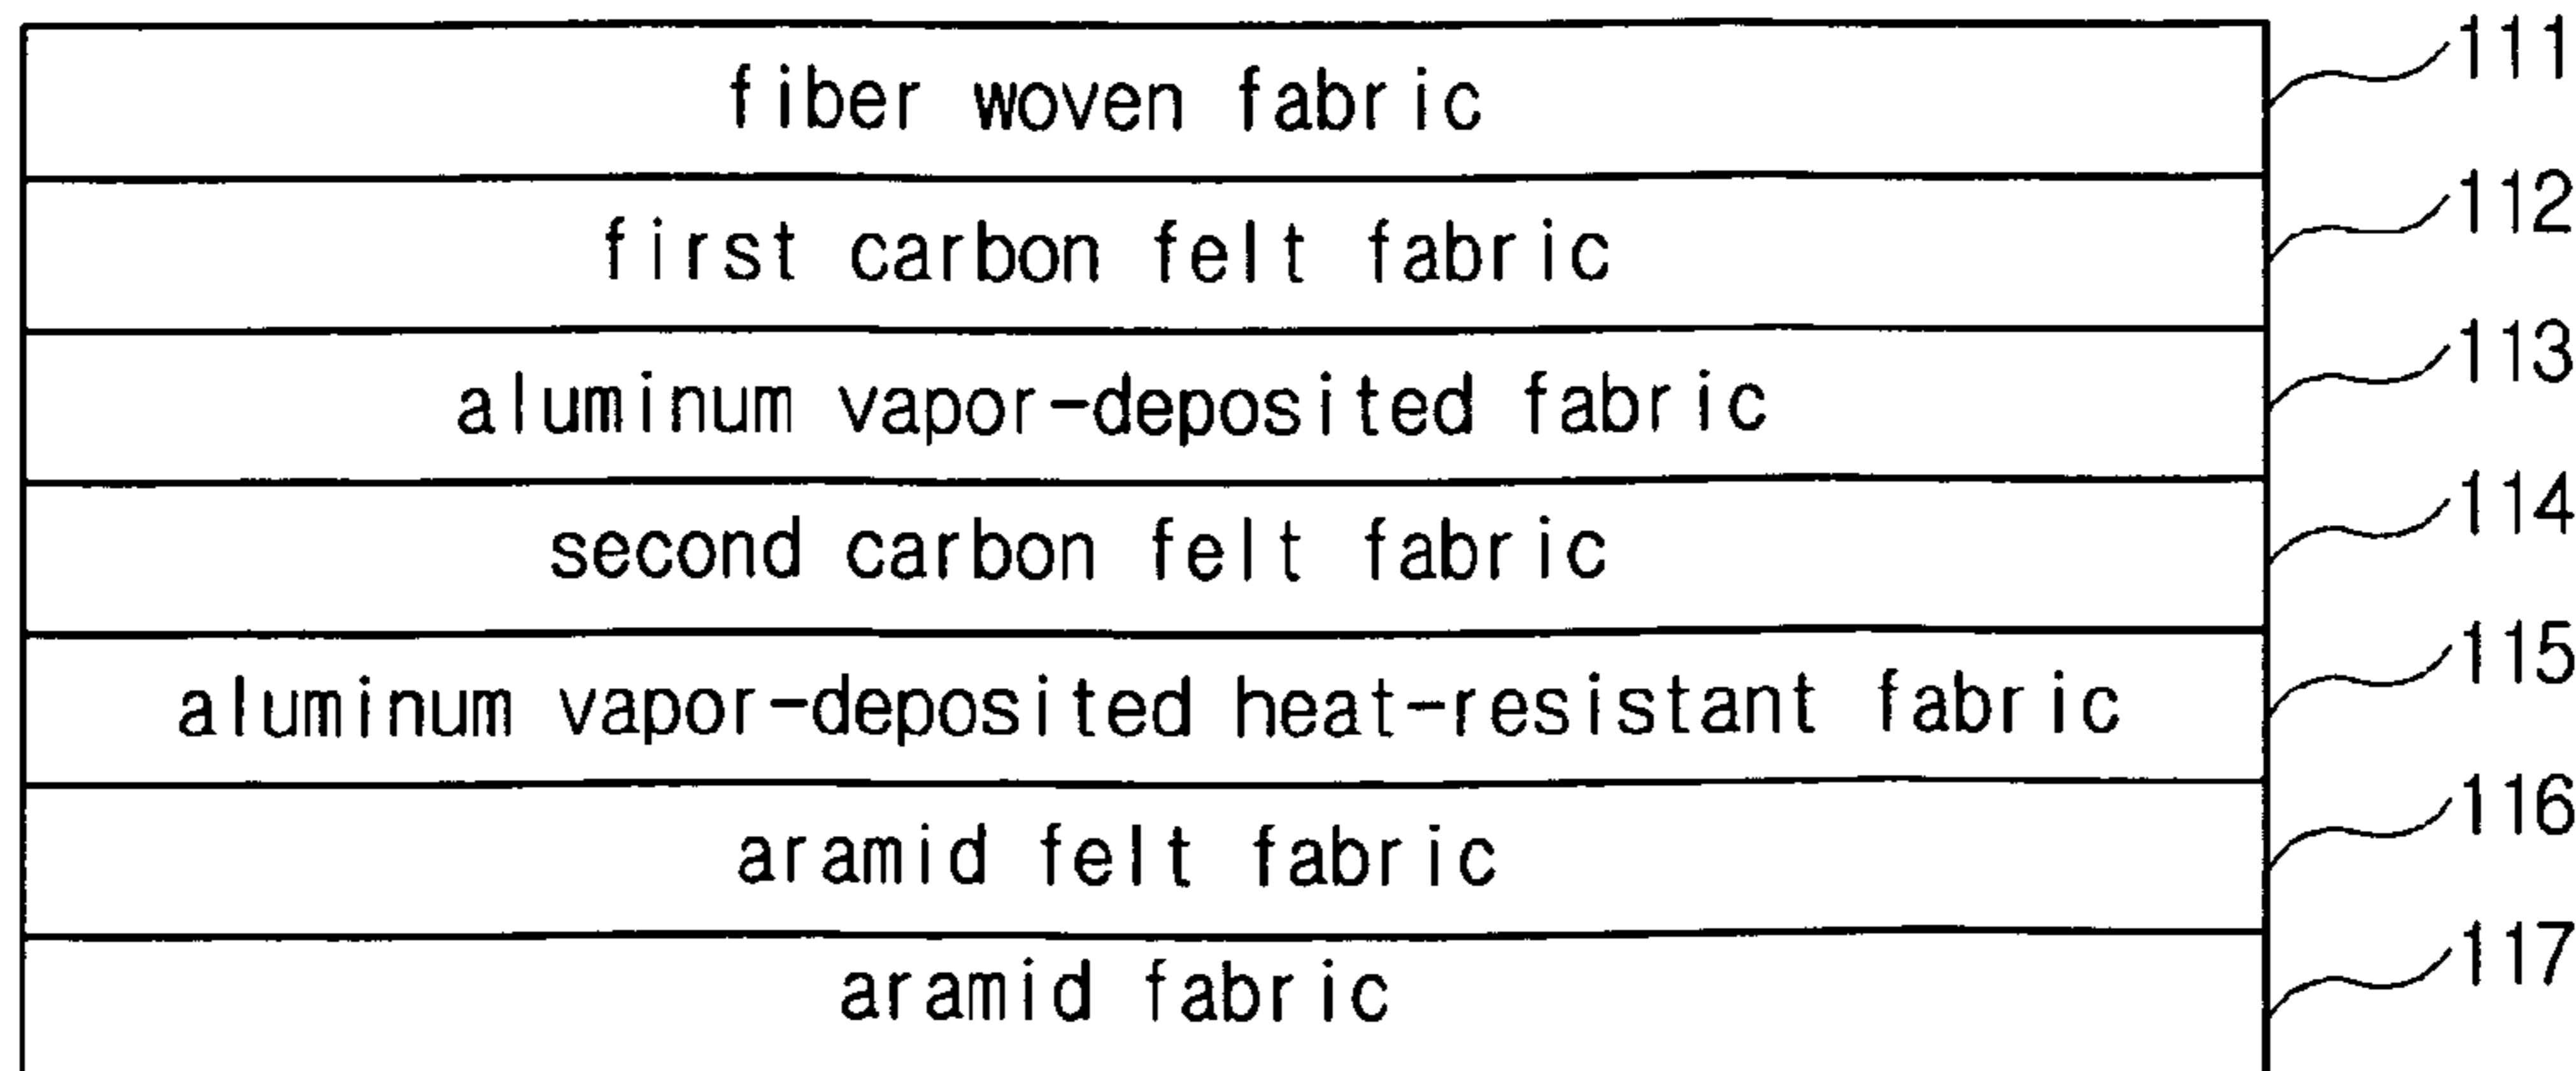 fiber woven fabric 111
first carbon felt fabric 112
aluminum vapor-deposited fabric 113
second carbon felt fabric 114
aluminum vapor-deposited heat-resistant fabric 115
aramid felt fabric 116
aramid fabric 117